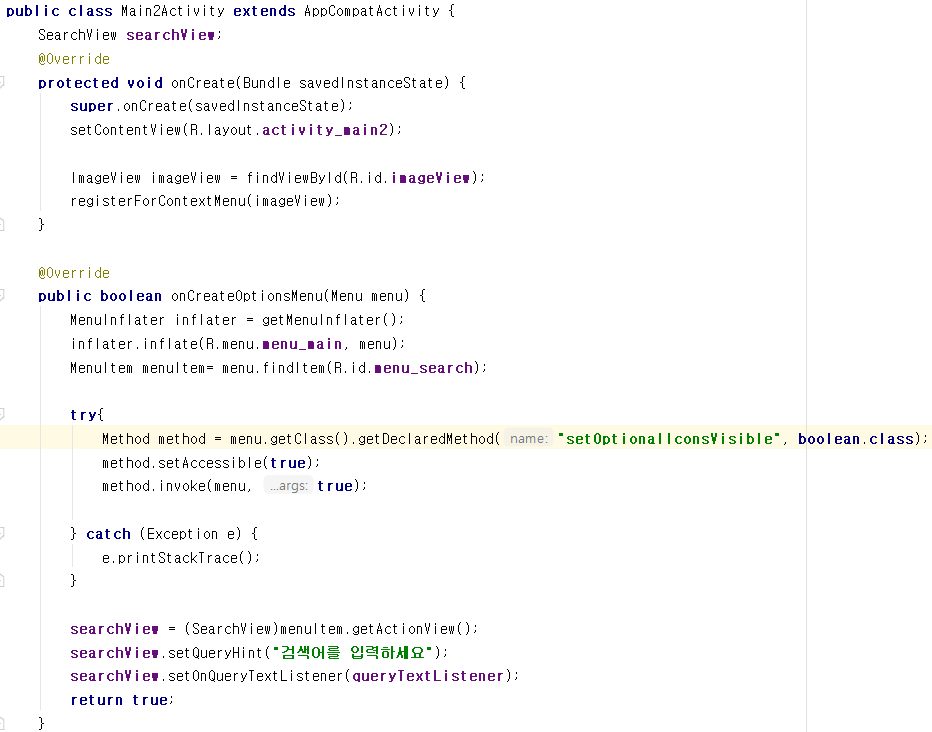 public class Main2Activity extends AppCompatActivity {
SearchView searchView;
@Override
protected void onCreate(Bundle savedInstanceState) {
super.onCreate(savedInstanceState);
setContentView(R.layout.activity_main2);
ImageView imageView = findViewById(R.id.imageView);
registerForContextMenu(imageView);
}
@Override
public boolean onCreateOptionsMenu(Menu menu) {
MenuInflater inflater = getMenuInflater();
inflater.inflate(R.menu.menu_main, menu);
MenuItem menuItem= menu.findItem(R.id.menu_search);
try{
Method method = menu.getClass().getDeclaredMethod( name: "setOptionalIconsVisible", boolean.class);
method.setAccessible(true);
method.invoke(menu, ...args: true);
} catch (Exception e) {
e.printStackTrace();
}
searchView = (SearchView)menuItem.getActionView();
searchView.setQueryHint("검색어를 입력하세요");
searchView.setOnQueryTextListener(queryTextListener);
return true;
}